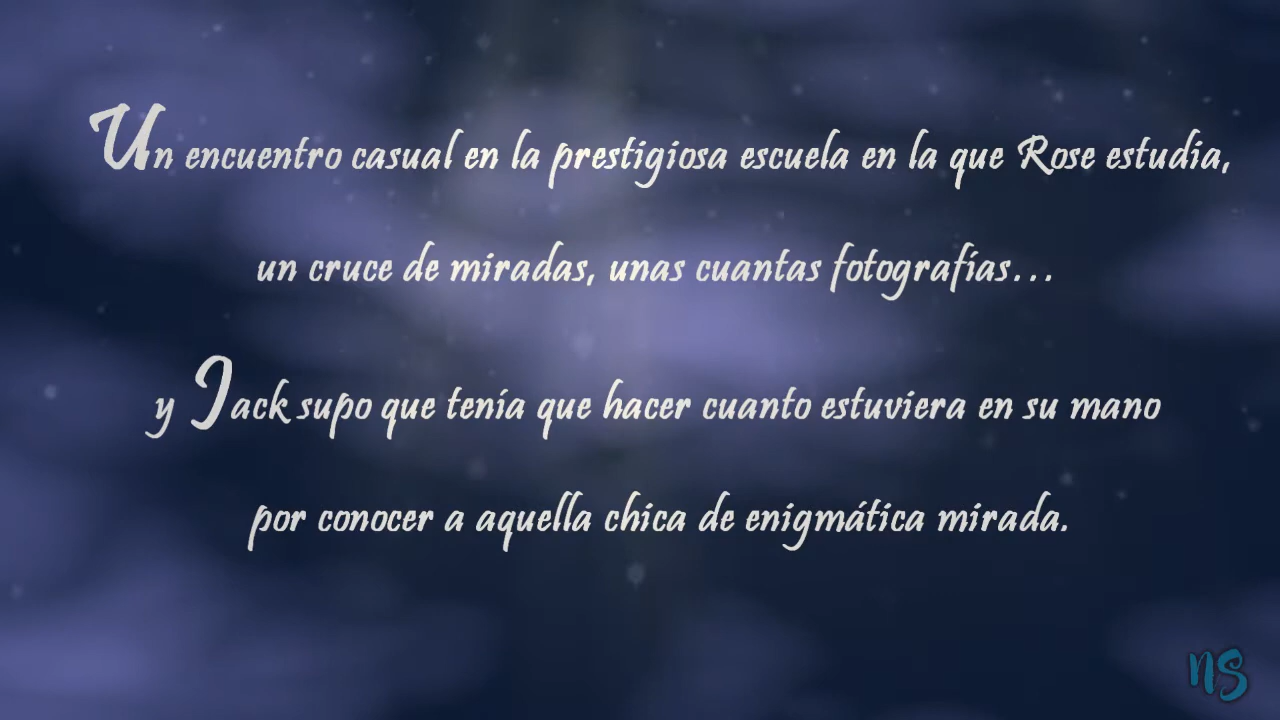 Un encuentro casual en la prestigiosa escuela en la que Rose estudia,
un cruce de miradas, unas cuantas fotografías...
y Jack supo que tenía que hacer cuanto estuviera en su mano
por conocer a aquella chica de enigmática mirada.
ns